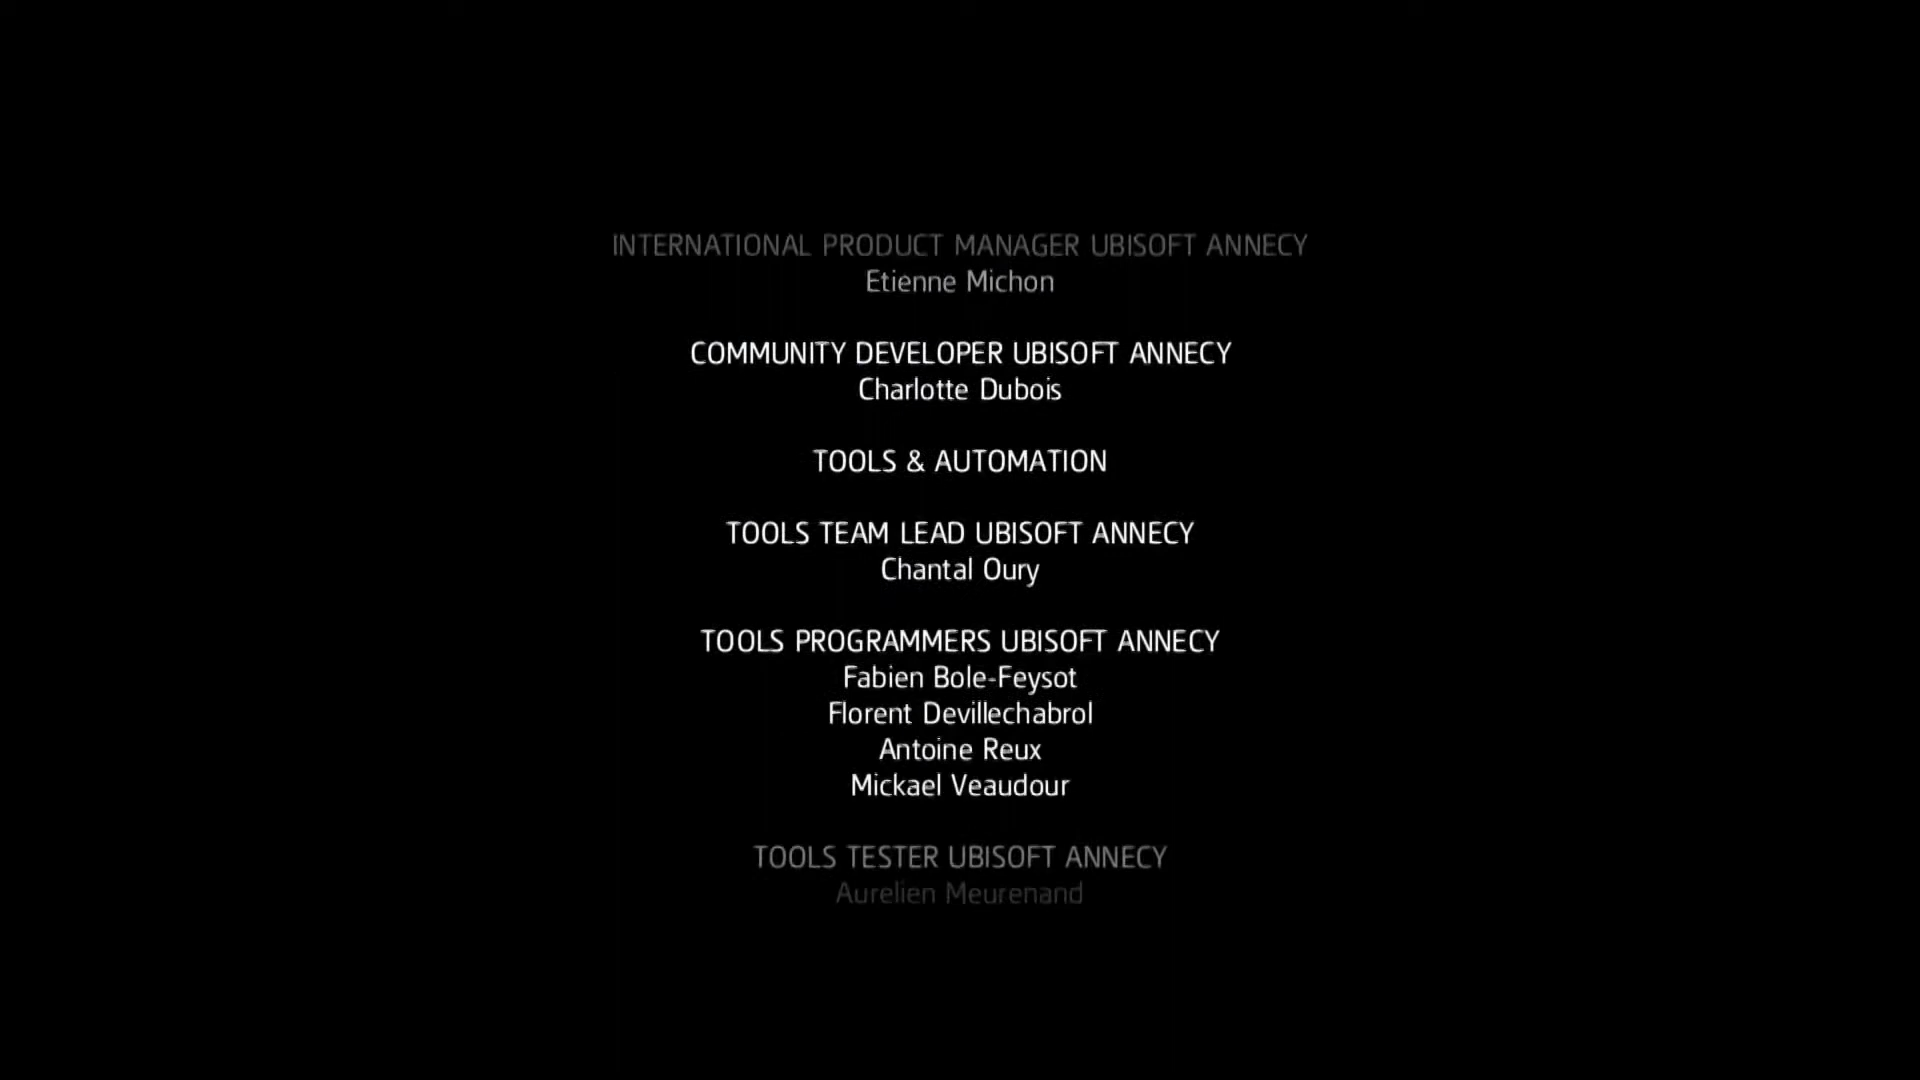 INTERNATIONAL PRODUCT MANAGER UBISOFT ANNECY
Etienne Michon
COMMUNITY DEVELOPER UBISOFT ANNECY
Charlotte Dubois
TOOLS & AUTOMATION
TOOLS TEAM LEAD UBISOFT ANNECY
Chantal Oury
TOOLS PROGRAMMERS UBISOFT ANNECY
Fabien Bole-Feysot
Florent Devillechabrol
Antoine Reux
Mickael Veaudour
TOOLS TESTER UBISOFT ANNECY
Aurelien Meurenand